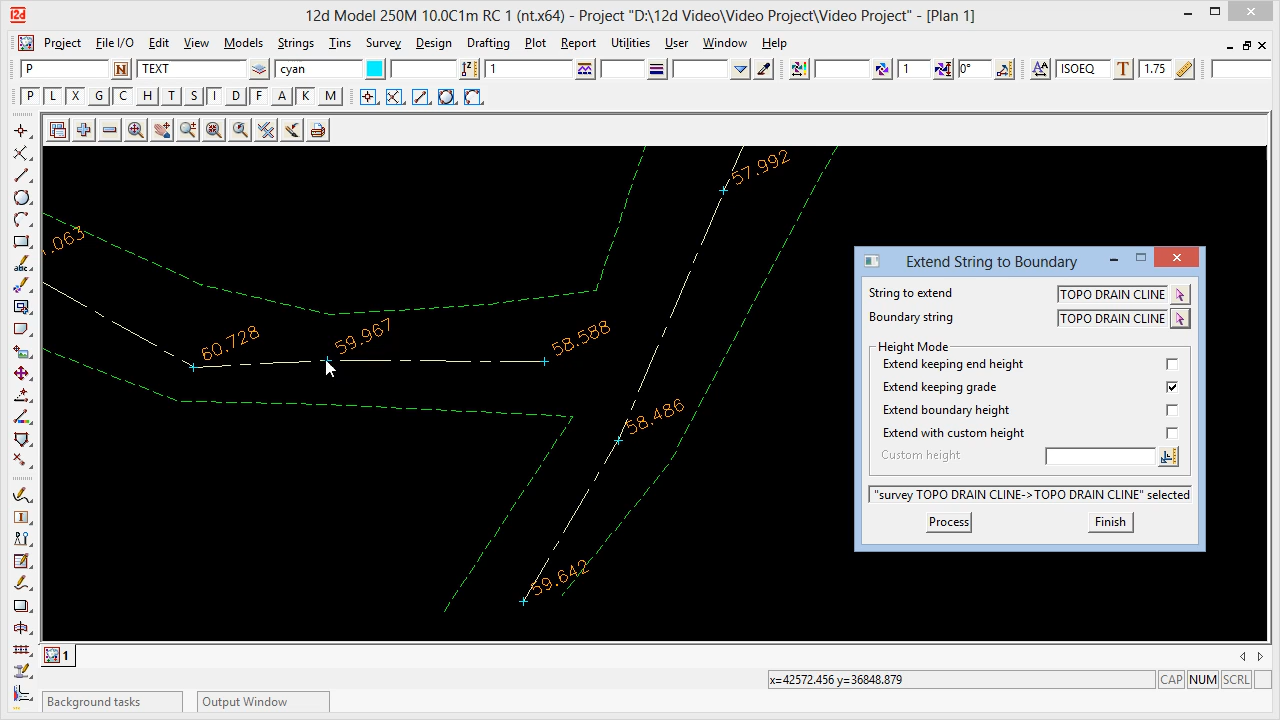 12d
12d Model 250M 10C C1m RC 1 (nt.x64) - Project "D:\12d Video\Video Project\Video Project" - [Plan 1]
Project File I/O Edit View Models Strings Tins Survey Design Drafting Plot Report Utilities User Window Help
P N TEXT cyan 1 1 0° ISOEQ T 1.75
P L X G C H T S I D F A K M
57.992
.063
60.728 59.967 58.588
58.486
59.642
abc
Extend String to Boundary
String to extend TOPO DRAIN CLINE
Boundary string TOPO DRAIN CLINE
Height Mode
Extend keeping end height
Extend keeping grade
Extend boundary height
Extend with custom height
Custom height
"survey TOPO DRAIN CLINE->TOPO DRAIN CLINE" selected
Process Finish
1
x=42572.456 y=36848.879 CAP NUM SCRL
Background tasks Output Window